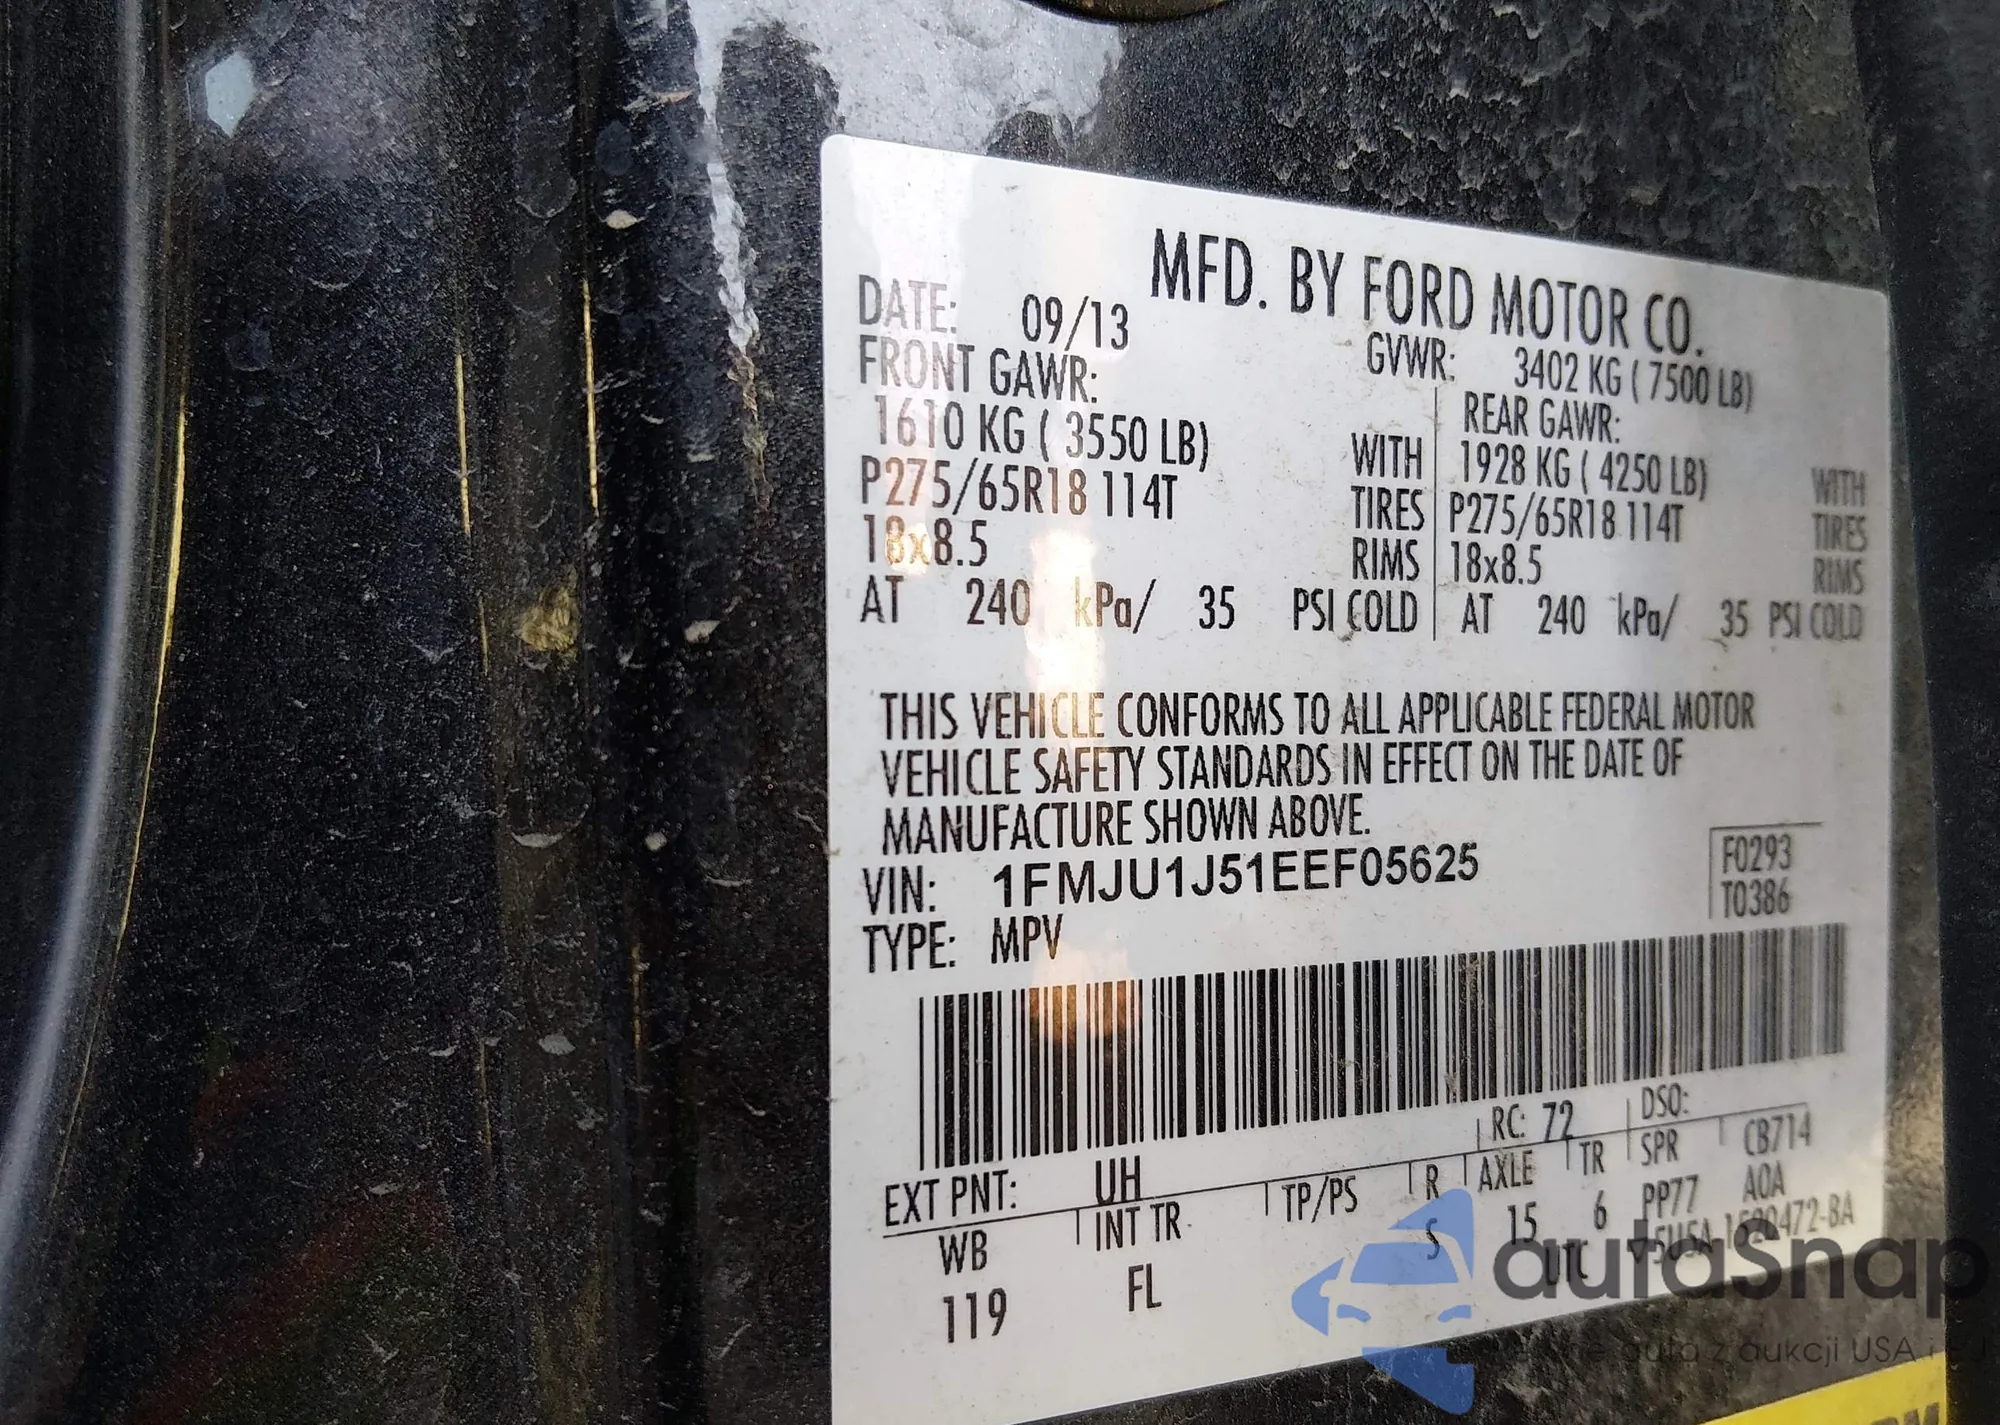 MFD. BY FORD MOTOR CO.
DATE: 09/13 GVWR: 3402 KG ( 7500 LB)
FRONT GAWR: REAR GAWR:
1610 KG ( 3550 LB) WITH 1928 KG ( 4250 LB) WITH
P275/65R18 114T TIRES P275/65R18 114T TIRES
18x8.5 RIMS 18x8.5 RIMS
AT 240 kPa/ 35 PSI COLD AT 240 kPa/ 35 PSI COLD
THIS VEHICLE CONFORMS TO ALL APPLICABLE FEDERAL MOTOR
VEHICLE SAFETY STANDARDS IN EFFECT ON THE DATE OF
MANUFACTURE SHOWN ABOVE.
VIN: 1FMJU1J51EEF05625 F0293
TYPE: MPV T0386
EXT PNT: UH RC: 72 DSO: CB714
WB INT TR TP/PS R AXLE TR SPR A0A
119 FL S 15 6 PP77
UTC
autaSnap
auta z aukcji USA i